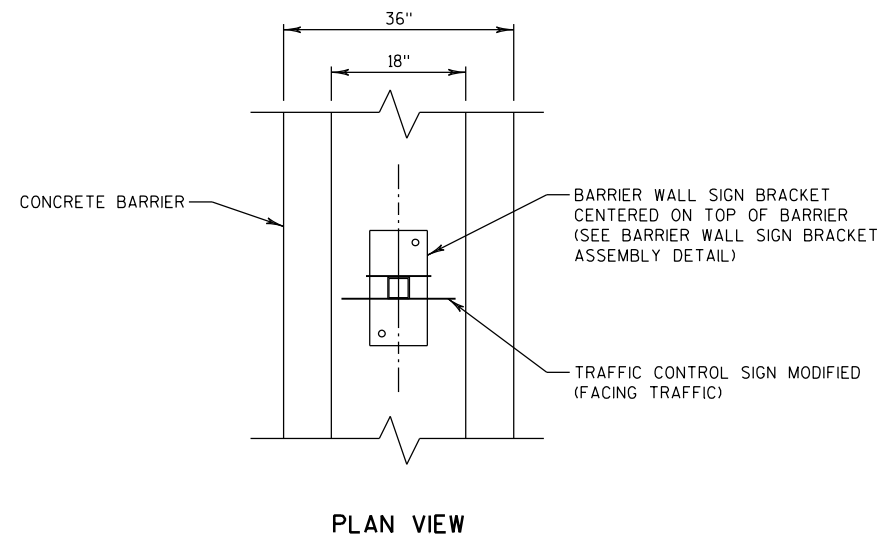 36"
18"
CONCRETE BARRIER
BARRIER WALL SIGN BRACKET
CENTERED ON TOP OF BARRIER
(SEE BARRIER WALL SIGN BRACKET
ASSEMBLY DETAIL)
TRAFFIC CONTROL SIGN MODIFIED
(FACING TRAFFIC)
PLAN VIEW